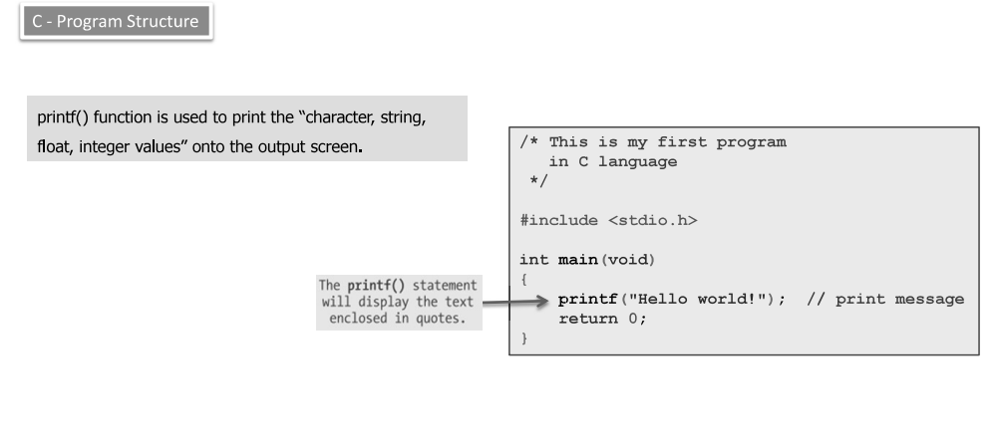 C - Program Structure
printf() function is used to print the “character, string,
float, integer values” onto the output screen.
/* This is my first program
in C language
*/
#include <stdio.h>
int main(void)
{
printf("Hello world!");  // print message
return 0;
}
The printf() statement
will display the text
enclosed in quotes.